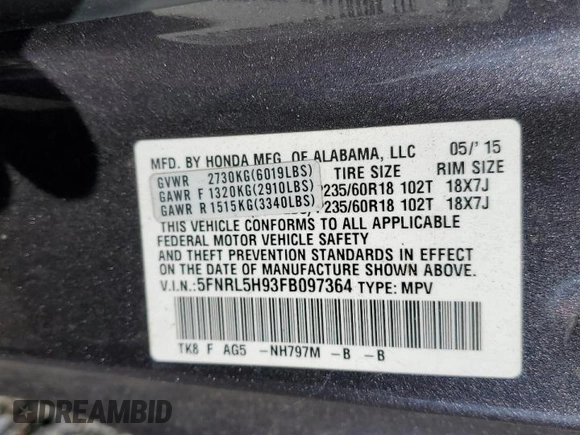 MFD. BY HONDA MFG. OF ALABAMA, LLC 05/'15
GVWR 2730KG(6019LBS) TIRE SIZE RIM SIZE
GAWR F 1320KG(2910LBS) P235/60R18 102T 18X7J
GAWR R 1515KG(3340LBS) 235/60R18 102T 18X7J
THIS VEHICLE CONFORMS TO ALL APPLICABLE
FEDERAL MOTOR VEHICLE SAFETY
AND THEFT PREVENTION STANDARDS IN EFFECT
ON THE DATE OF MANUFACTURE SHOWN ABOVE.
V.I.N.:5FNRL5H93FB097364 TYPE: MPV
TK8 F AG5 -NH797M -B -B
DREAMBID